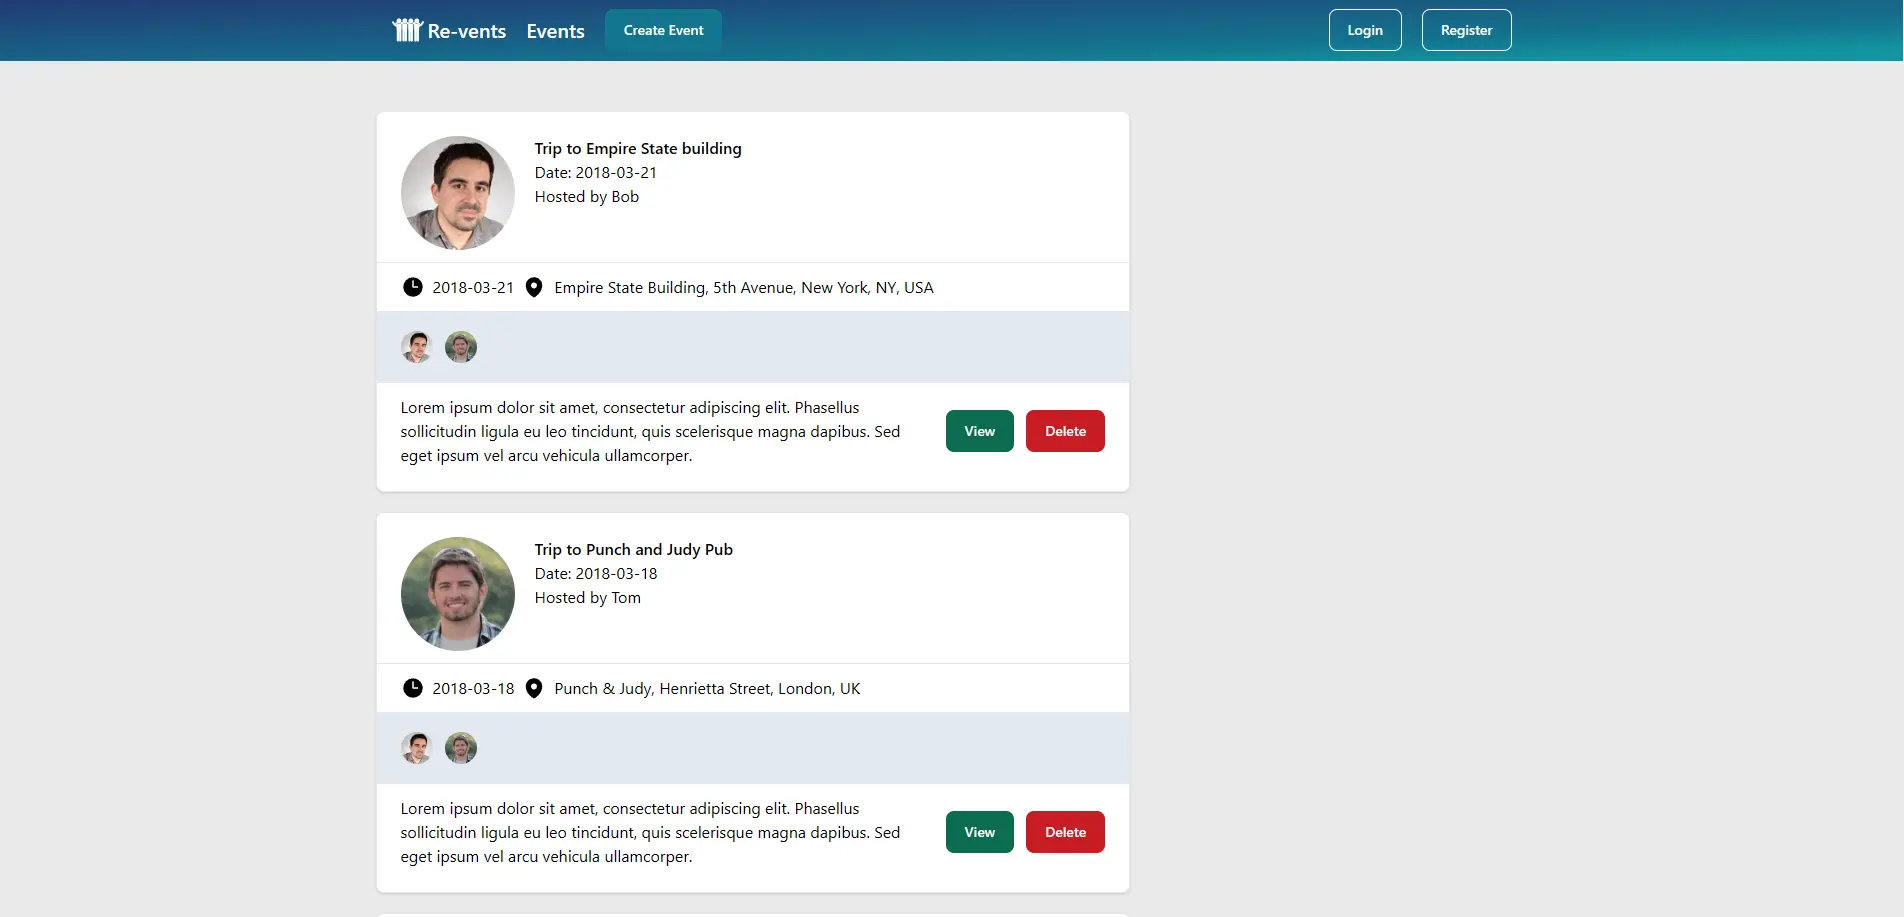 Re-vents Events Create Event Login Register
Trip to Empire State building
Date: 2018-03-21
Hosted by Bob
2018-03-21 Empire State Building, 5th Avenue, New York, NY, USA
Lorem ipsum dolor sit amet, consectetur adipiscing elit. Phasellus
sollicitudin ligula eu leo tincidunt, quis scelerisque magna dapibus. Sed
eget ipsum vel arcu vehicula ullamcorper.
View Delete
Trip to Punch and Judy Pub
Date: 2018-03-18
Hosted by Tom
2018-03-18 Punch & Judy, Henrietta Street, London, UK
Lorem ipsum dolor sit amet, consectetur adipiscing elit. Phasellus
sollicitudin ligula eu leo tincidunt, quis scelerisque magna dapibus. Sed
eget ipsum vel arcu vehicula ullamcorper.
View Delete